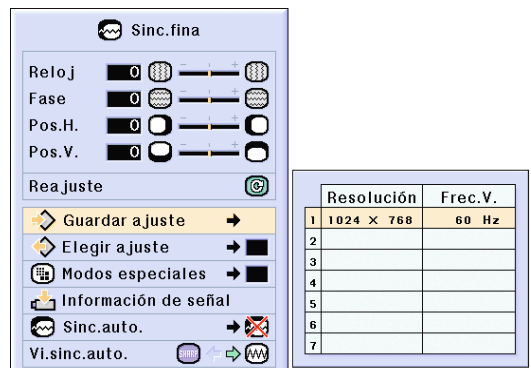 Sinc.fina
Reloj 0 - +
Fase 0 - +
Pos.H. 0 - +
Pos.V. 0 - +
Reajuste
Guardar ajuste
Elegir ajuste
Modos especiales
Información de señal
Sinc.auto.
Vi.sinc.auto.
Resolución Frec.V.
1 1024 × 768 60 Hz
2
3
4
5
6
7